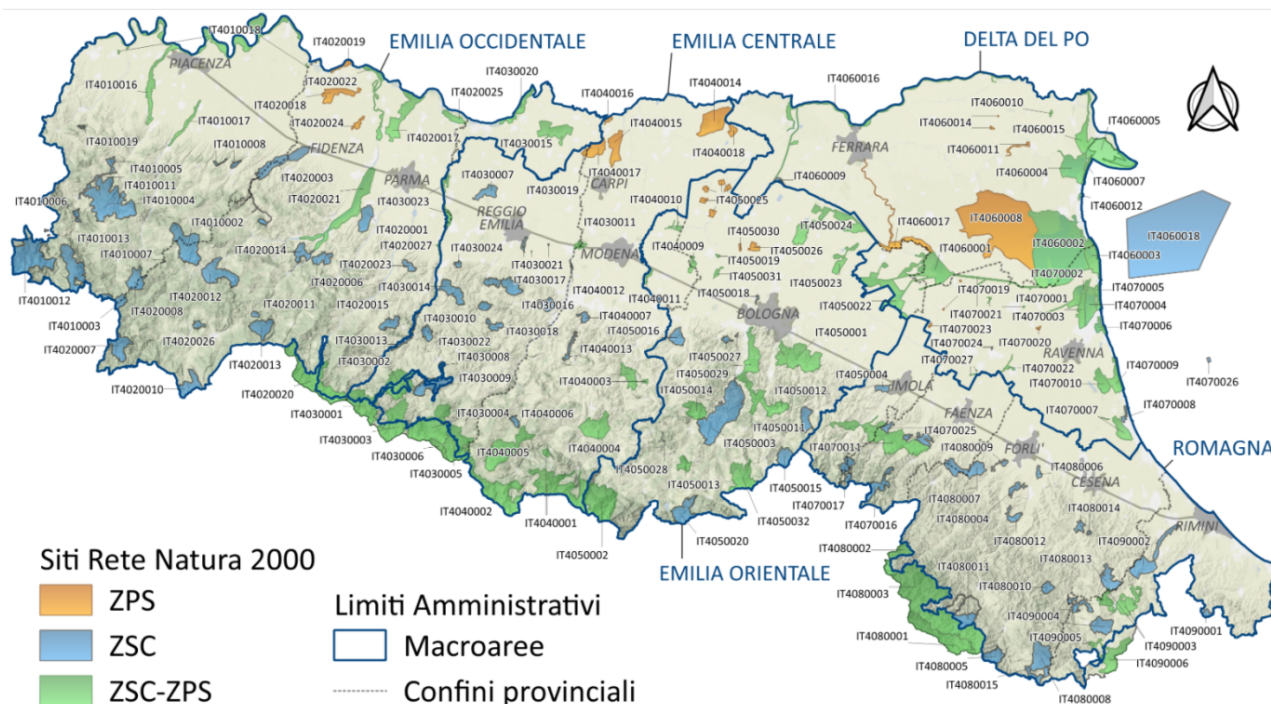 IT4010018
IT4020019
EMILIA OCCIDENTALE
EMILIA CENTRALE
DELTA DEL PO
PIACENZA
IT4020022
IT4030020
IT4040014
IT4060016
IT4010016
IT4020018
IT4020025
IT4040016
IT4060010
IT4060005
IT4010017
IT4020024
IT4020017
IT4040015
IT4060014
IT4060015
IT4010019
IT4010008
FIDENZA
IT4030015
IT4040018
FERRARA
IT4060011
IT4010005
IT4020003
IT4030007
IT4040017
IT4060009
IT4060004
IT4060007
IT4010011
PARMA
IT4030019
CARPI
IT4010006
IT4010004
IT4020021
IT4030023
IT4040010
IT4060012
IT4010002
REGGIO
EMILIA
IT4030011
IT4050030
IT4050024
IT4060017
IT4060008
IT4010013
IT4020001
IT4040009
IT4050026
IT4060018
IT4010007
IT4020014
IT4020027
IT4030024
MODENA
IT4050019
IT4060001
IT4060002
IT4060003
IT4020023
IT4030021
IT4050031
IT4050023
IT4070002
IT4010012
IT4020006
IT4030014
IT4030017
IT4040012
IT4040011
IT4050018
IT4050022
IT4070019
IT4070001
IT4070005
IT4010003
IT4020012
IT4020011
IT4020015
IT4030016
IT4040007
BOLOGNA
IT4070021
IT4070003
IT4070004
IT4020008
IT4030010
IT4030018
IT4050016
IT4050001
IT4070023
IT4070006
IT4020007
IT4020026
IT4030013
IT4030022
IT4040013
IT4050027
IT4070024
IT4070020
RAVENNA
IT4020013
IT4030002
IT4030008
IT4050029
IT4070027
IT4070022
IT4070009
IT4020010
IT4020020
IT4030009
IT4040003
IT4050014
IT4050012
IT4050004
IMOLA
IT4070010
IT4070026
IT4030001
IT4030004
IT4040006
IT4050011
FAENZA
IT4070007
IT4070008
IT4030003
IT4040004
IT4050003
IT4070011
IT4070025
FORLI'
IT4030006
IT4040005
IT4080009
ROMAGNA
IT4030005
IT4050028
IT4050013
IT4050015
IT4080006
IT4040002
IT4040001
IT4070017
IT4080007
CESENA
IT4050032
IT4070016
IT4080004
IT4080014
RIMINI
IT4050002
IT4050020
IT4080002
IT4080012
IT4090002
Siti Rete Natura 2000
EMILIA ORIENTALE
IT4080011
IT4080013
ZPS
Limiti Amministrativi
IT4080003
IT4080010
ZSC
Macroaree
IT4080001
IT4090004
IT4090005
IT4090001
IT4090003
ZSC-ZPS
Confini provinciali
IT4080005
IT4090006
IT4080015
IT4080008